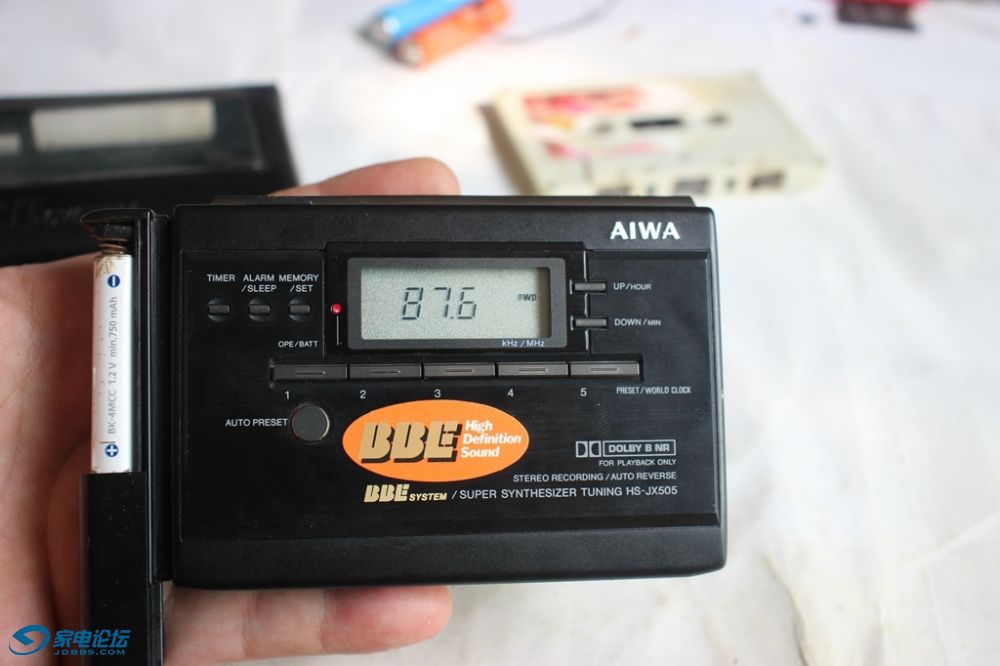 AIWA
TIMER
ALARM
/SLEEP
MEMORY
/SET
87.6
FWD
kHz/MHz
UP/HOUR
DOWN/MIN
OPE/BATT
1 2 3 4 5
PRESET/WORLD CLOCK
AUTO PRESET
BBE High
Definition
Sound
DOLBY B NR
FOR PLAYBACK ONLY
STEREO RECORDING/AUTO REVERSE
BBE SYSTEM /SUPER SYNTHESIZER TUNING HS-JX505
BK-4MCC 1.2 V min.750 mAh
家电论坛
JDBBS.COM